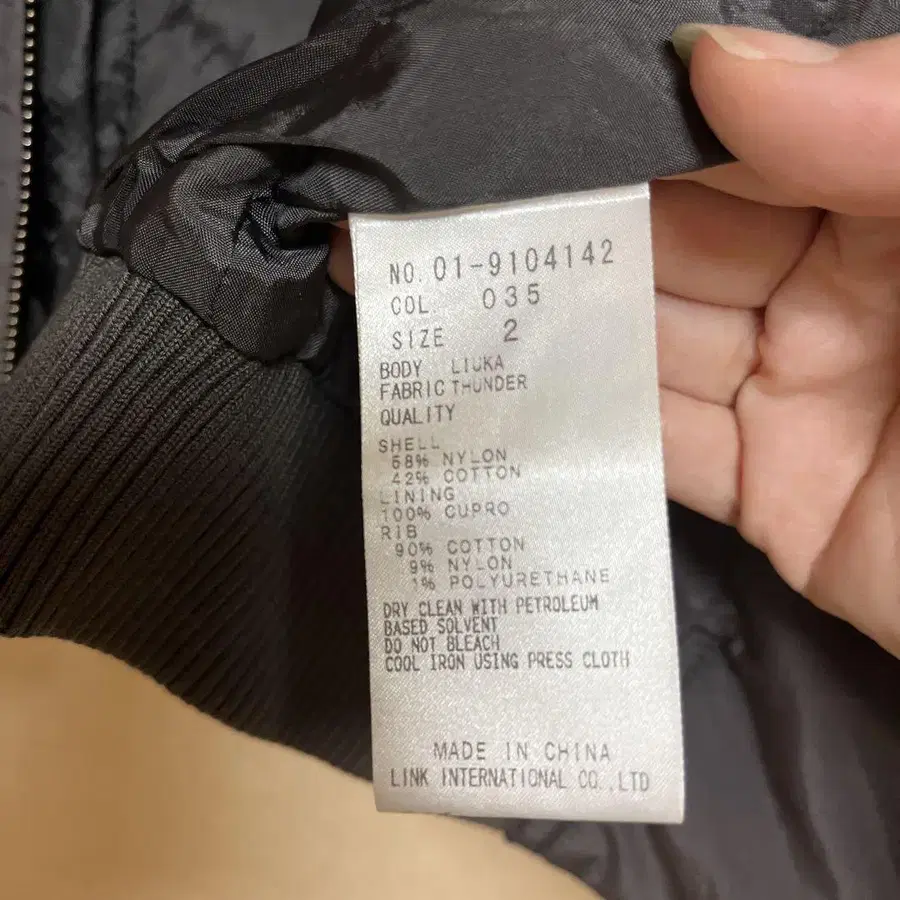 NO. 01-9104142
COL. 035
SIZE 2
BODY LIUKA
FABRIC THUNDER
QUALITY
SHELL
58% NYLON
42% COTTON
LINING
100% CUPRO
RIB
90% COTTON
9% NYLON
1% POLYURETHANE
DRY CLEAN WITH PETROLEUM
BASED SOLVENT
DO NOT BLEACH
COOL IRON USING PRESS CLOTH
MADE IN CHINA
LINK INTERNATIONAL CO.,LTD